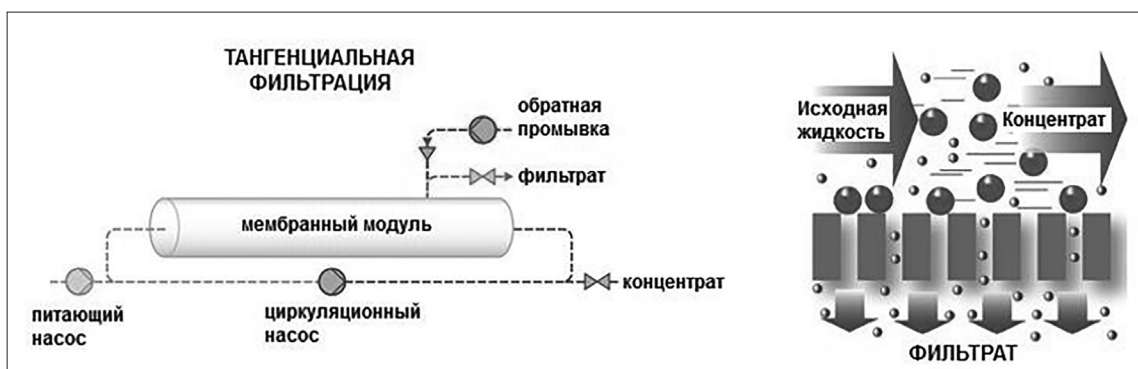 ТАНГЕНЦИАЛЬНАЯ
ФИЛЬТРАЦИЯ
обратная
промывка
фильтрат
мембранный модуль
концентрат
питающий
насос
циркуляционный
насос
Исходная
жидкость
Концентрат
ФИЛЬТРАТ